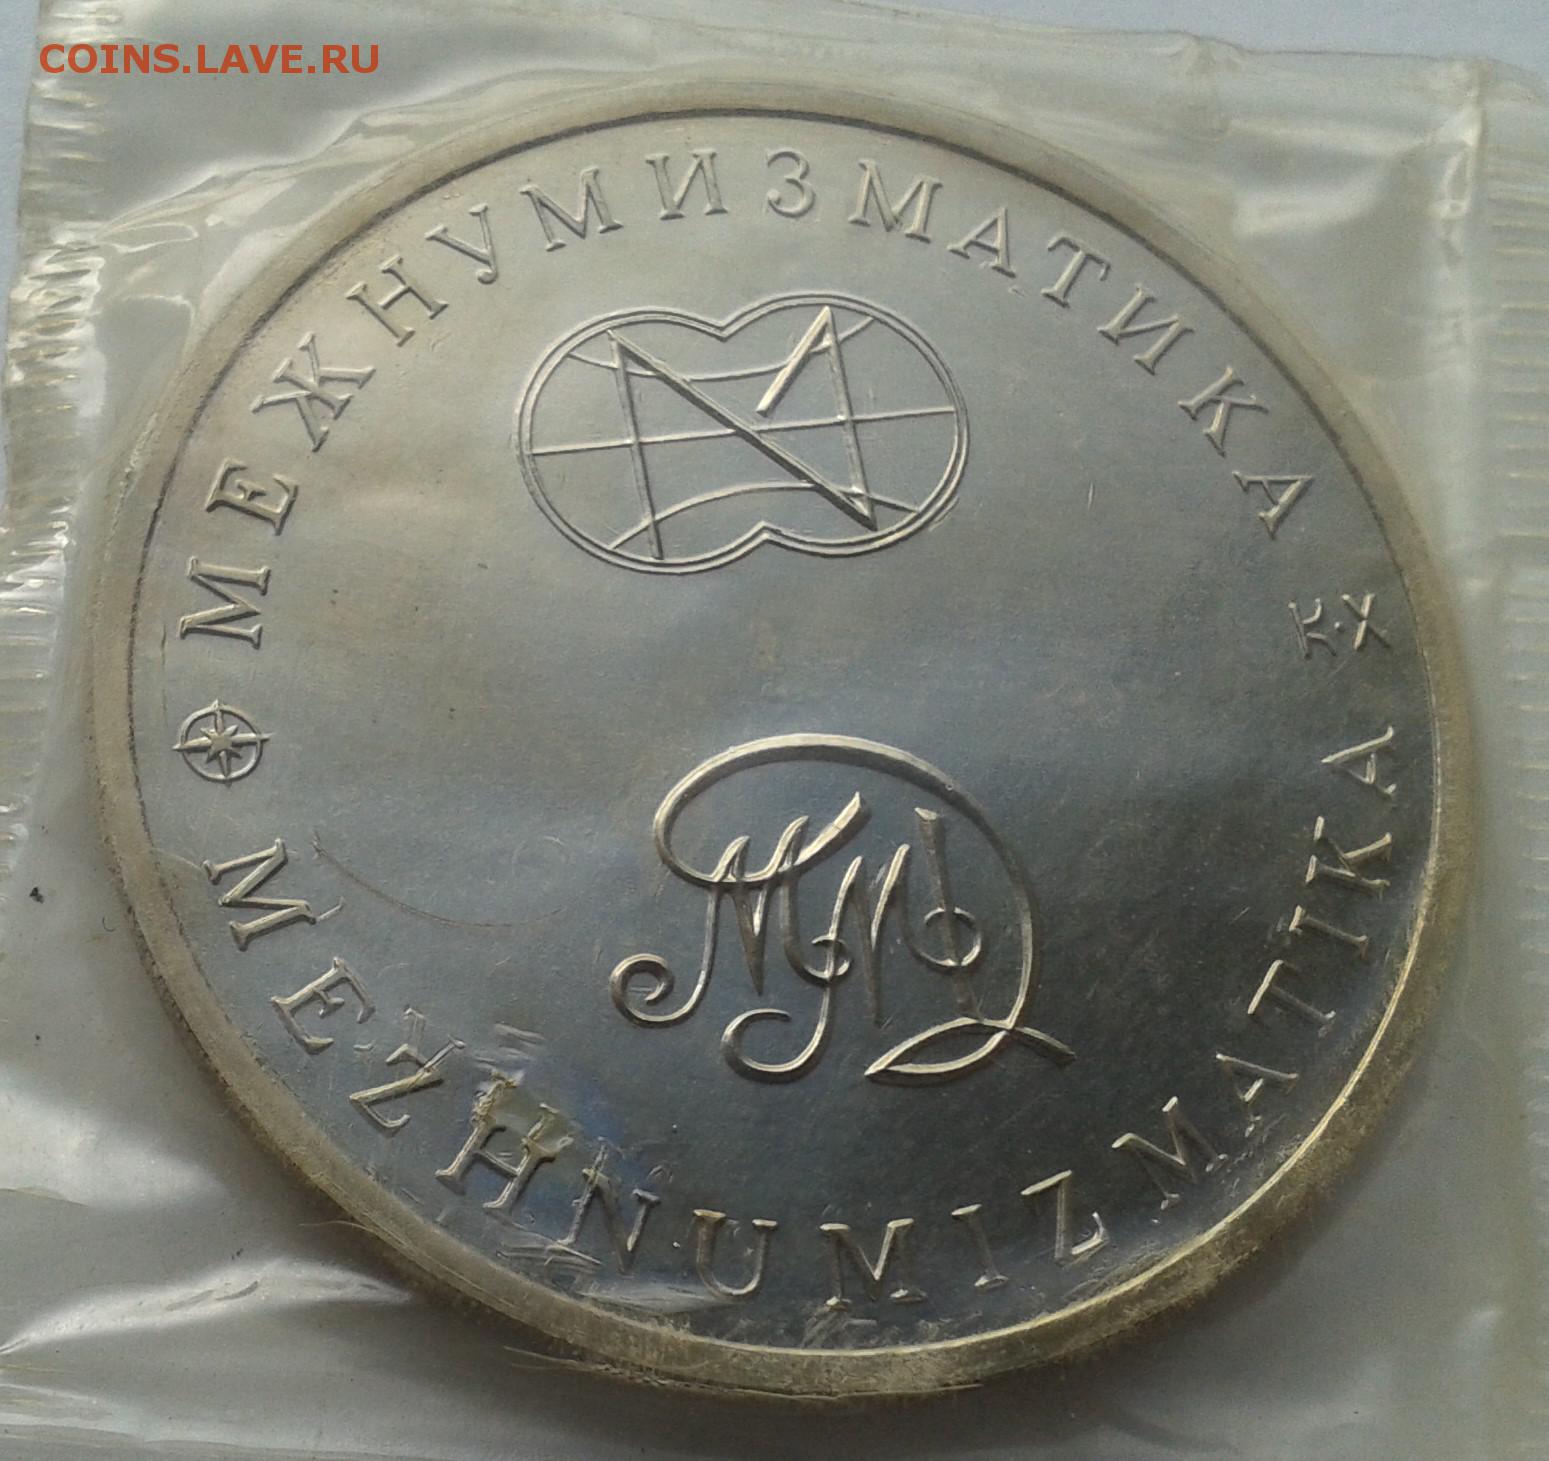 COINS.LAVE.RU
МЕЖНУМИЗМАТИКА
К·Х
MEZHNUMIZMATIKA